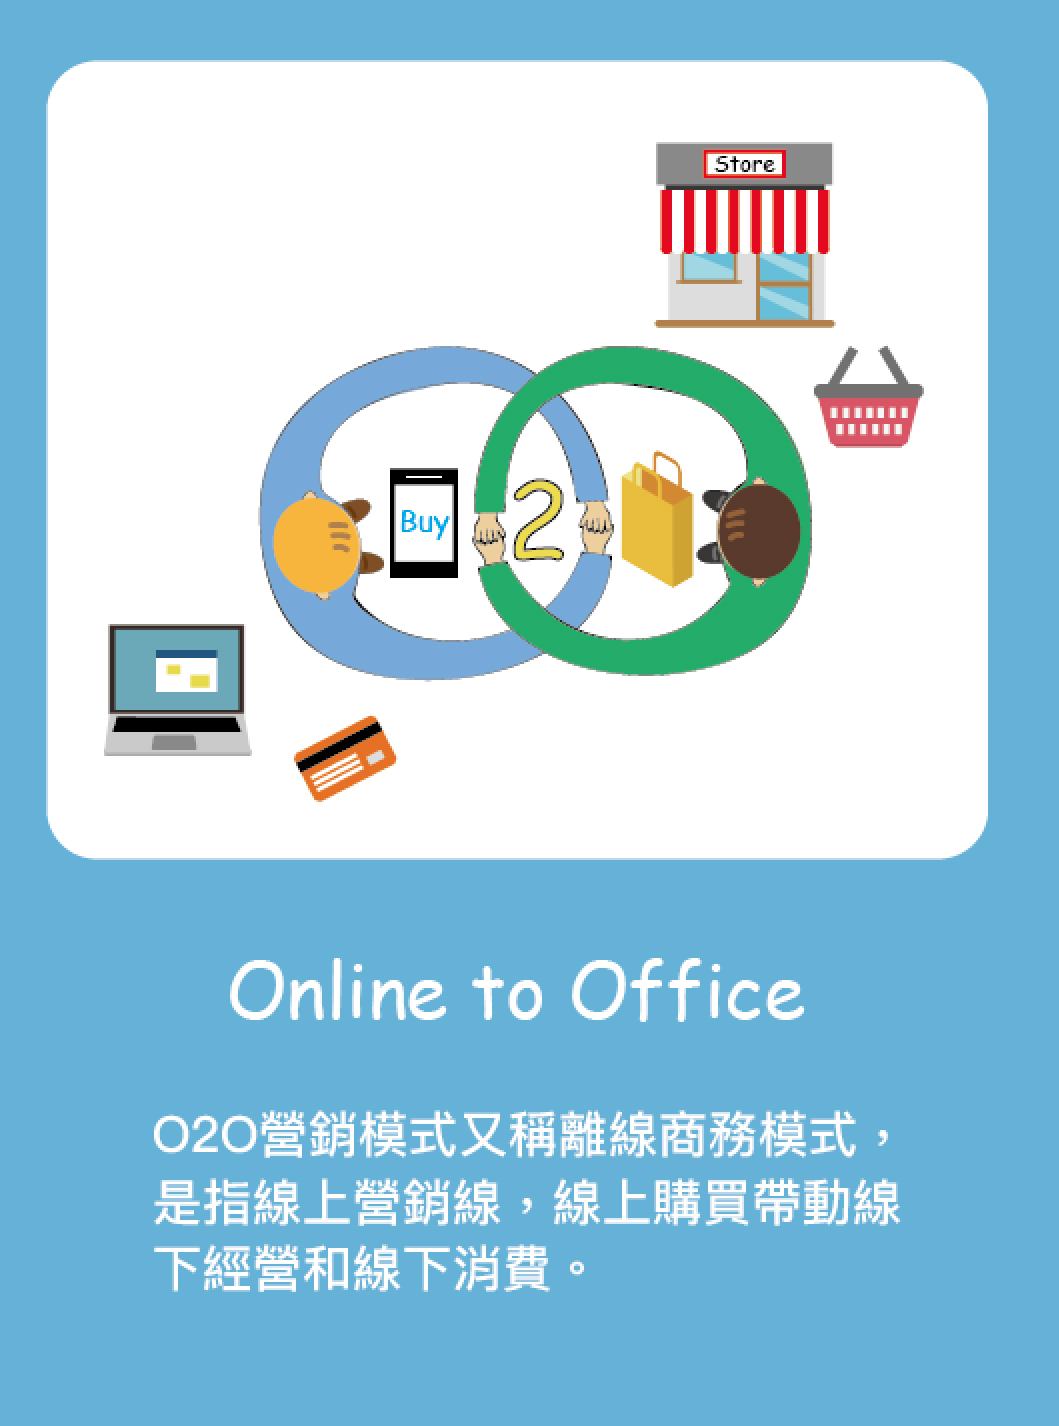 Store
Buy
2
Online to Office
O2O營銷模式又稱離線商務模式，
是指線上營銷線，線上購買帶動線
下經營和線下消費。